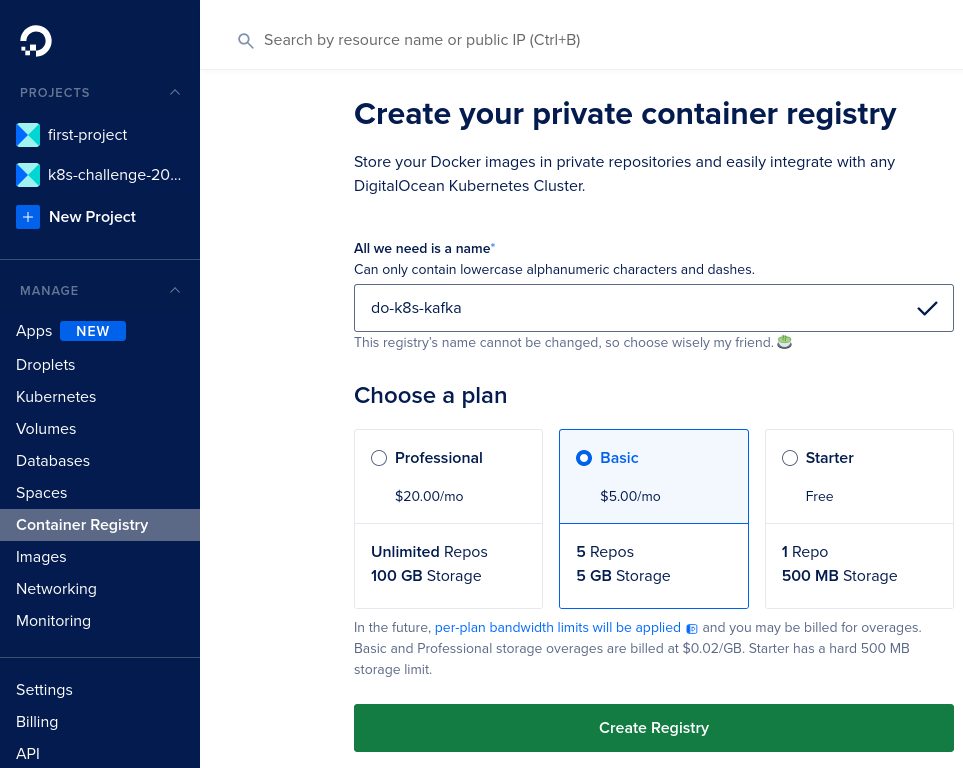 Search by resource name or public IP (Ctrl+B)
PROJECTS
first-project
k8s-challenge-20...
New Project
MANAGE
Apps NEW
Droplets
Kubernetes
Volumes
Databases
Spaces
Container Registry
Images
Networking
Monitoring
Settings
Billing
API
Create your private container registry
Store your Docker images in private repositories and easily integrate with any
DigitalOcean Kubernetes Cluster.
All we need is a name*
Can only contain lowercase alphanumeric characters and dashes.
do-k8s-kafka
This registry's name cannot be changed, so choose wisely my friend.
Choose a plan
Professional
$20.00/mo
Unlimited Repos
100 GB Storage
Basic
$5.00/mo
5 Repos
5 GB Storage
Starter
Free
1 Repo
500 MB Storage
In the future, per-plan bandwidth limits will be applied and you may be billed for overages.
Basic and Professional storage overages are billed at $0.02/GB. Starter has a hard 500 MB
storage limit.
Create Registry